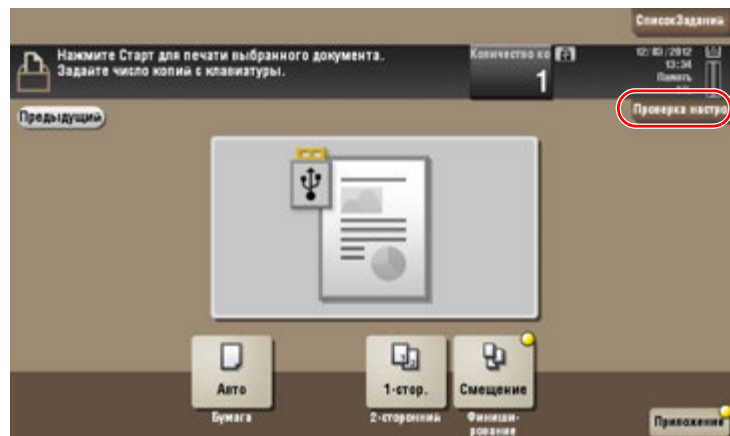 СписокЗадания
Нажмите Старт для печати выбранного документа.
Задайте число копий с клавиатуры.
Количество ко
1
12/03/2012
13:34
Память
Проверка настро
Предыдущий
Авто
1-стор.
Смещение
Бумага
2-сторонний
Финиши-
рование
Приложение